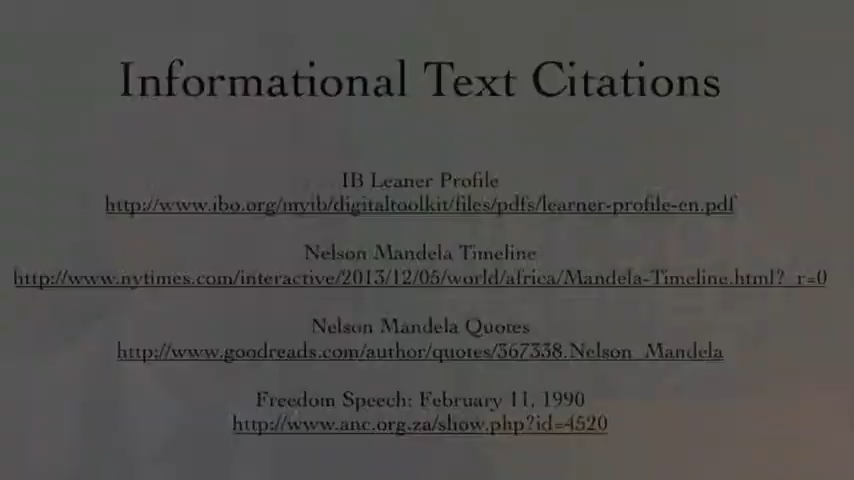 Informational Text Citations
IB Leaner Profile
http://www.ibo.org/myib/digitaltoolkit/files/pdfs/learner-profile-en.pdf
Nelson Mandela Timeline
http://www.nytimes.com/interactive/2013/12/05/world/africa/Mandela-Timeline.html?_r=0
Nelson Mandela Quotes
http://www.goodreads.com/author/quotes/367338.Nelson_Mandela
Freedom Speech: February 11, 1990
http://www.anc.org.za/show.php?id=4520